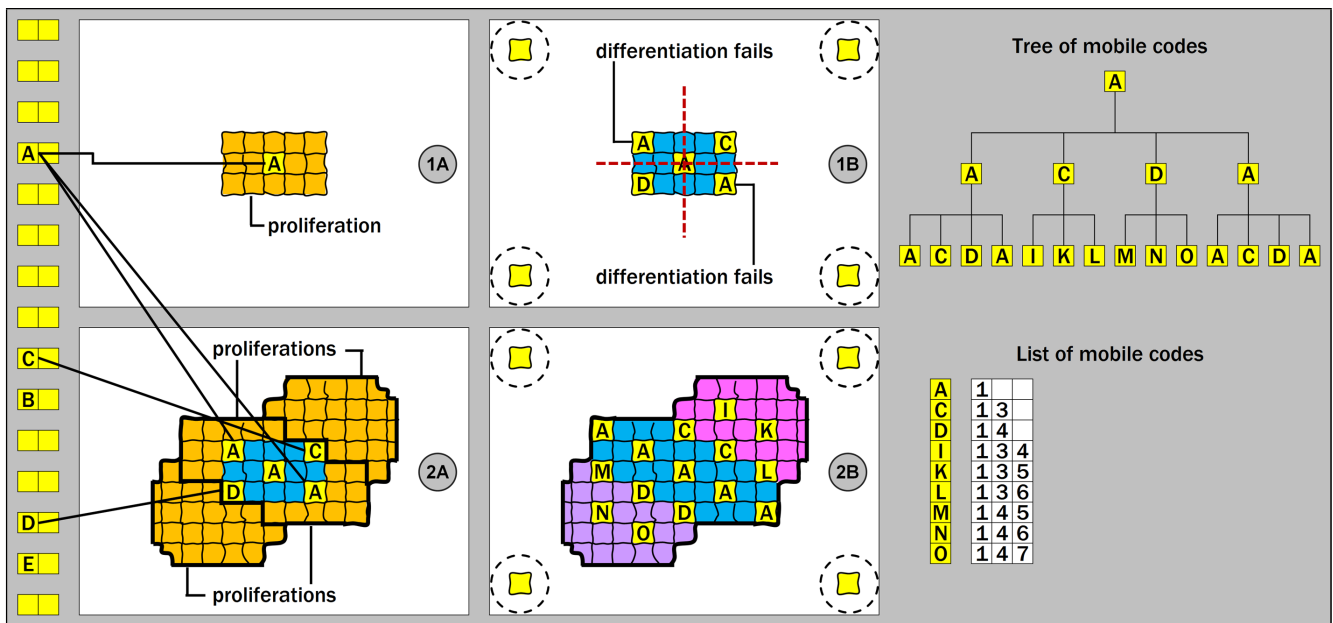 A
C
B
D
E
A
1A
proliferation
differentiation fails
A C
A
D A
1B
differentiation fails
proliferations
A C
A
D A
2A
proliferations
I
A C K
A C
M A L
D A
N D A
O
2B
Tree of mobile codes
A
A C D A
A C D A I K L M N O A C D A
List of mobile codes
A 1
C 1 3
D 1 4
I 1 3 4
K 1 3 5
L 1 3 6
M 1 4 5
N 1 4 6
O 1 4 7